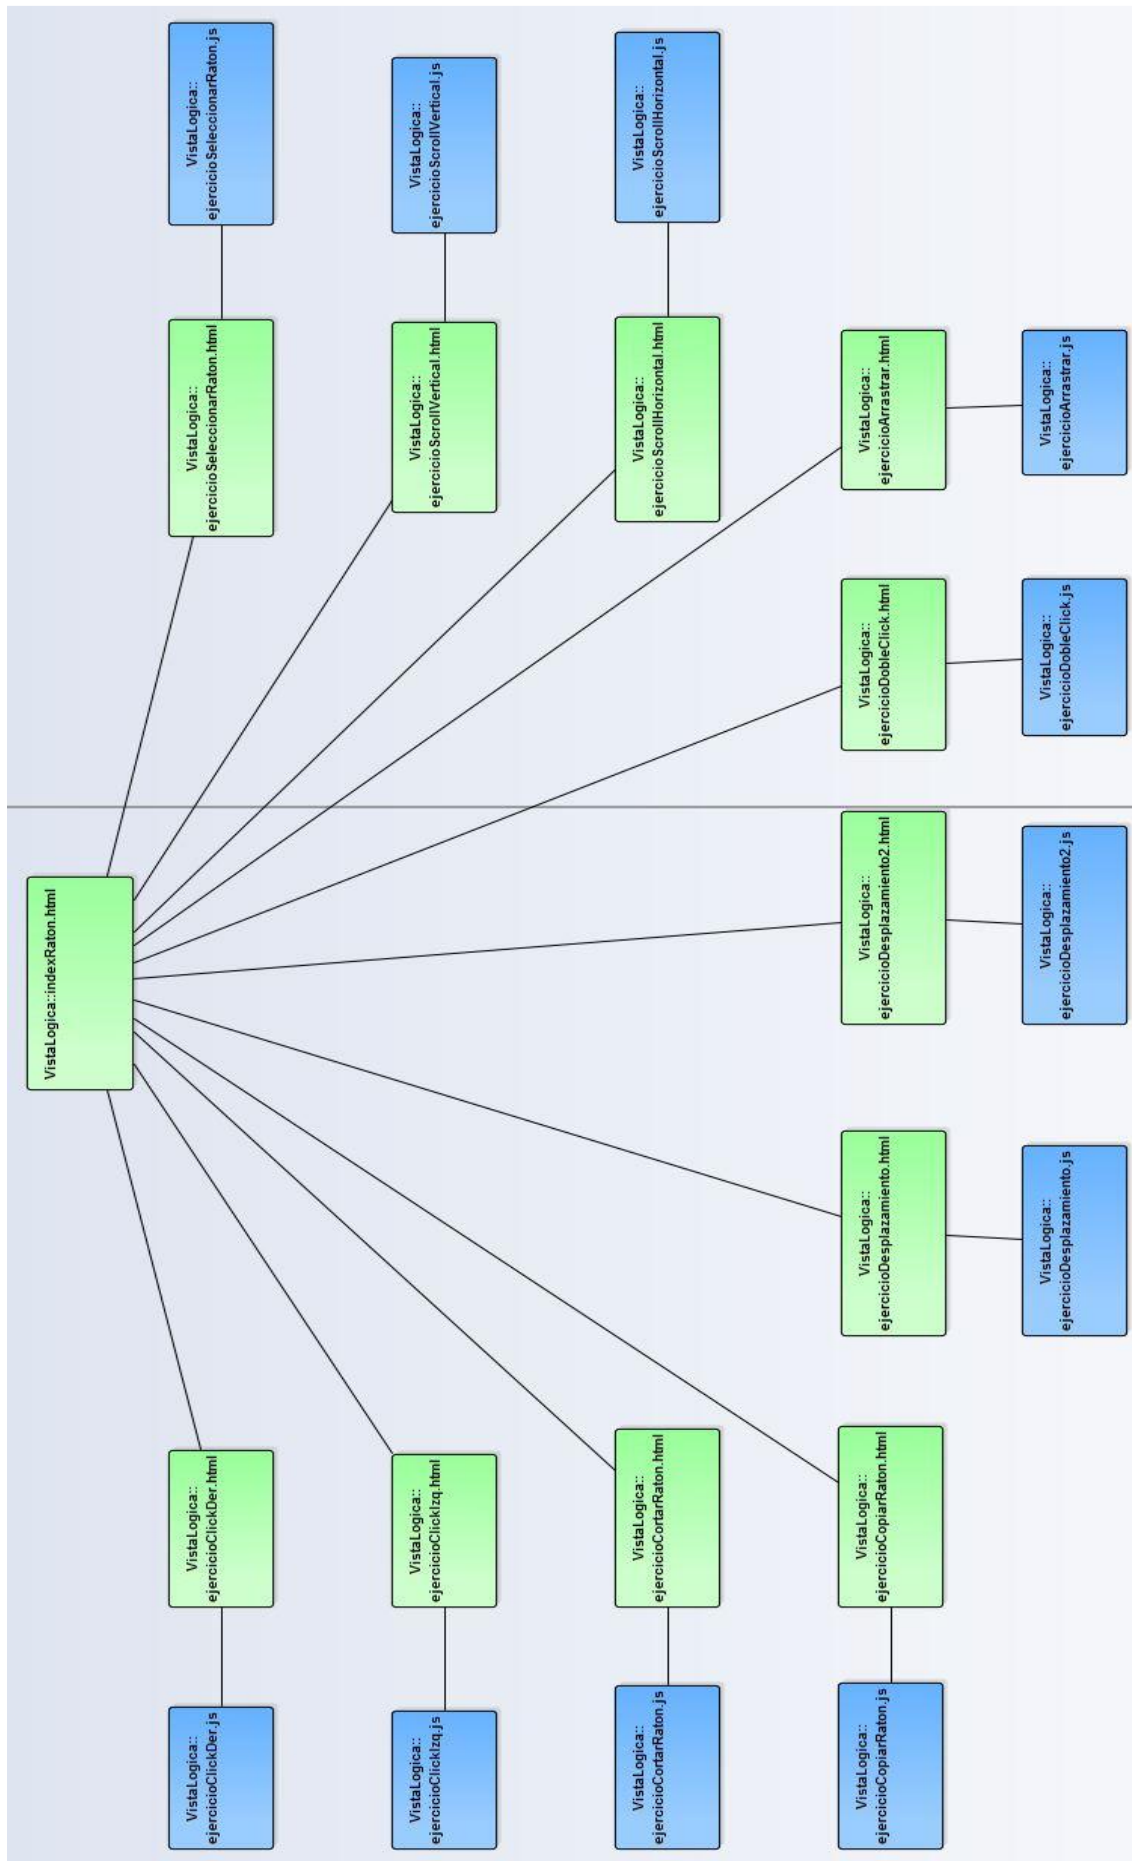 VistaLogica::indexRaton.html
VistaLogica::
ejercicioClickDer.js
VistaLogica::
ejercicioClickDer.html
VistaLogica::
ejercicioSeleccionarRaton.html
VistaLogica::
ejercicioSeleccionarRaton.js
VistaLogica::
ejercicioClickIzq.js
VistaLogica::
ejercicioClickIzq.html
VistaLogica::
ejercicioScrollVertical.html
VistaLogica::
ejercicioScrollVertical.js
VistaLogica::
ejercicioCortarRaton.js
VistaLogica::
ejercicioCortarRaton.html
VistaLogica::
ejercicioScrollHorizontal.html
VistaLogica::
ejercicioScrollHorizontal.js
VistaLogica::
ejercicioCopiarRaton.js
VistaLogica::
ejercicioCopiarRaton.html
VistaLogica::
ejercicioDesplazamiento.html
VistaLogica::
ejercicioDesplazamiento2.html
VistaLogica::
ejercicioDobleClick.html
VistaLogica::
ejercicioArrastrar.html
VistaLogica::
ejercicioDesplazamiento.js
VistaLogica::
ejercicioDesplazamiento2.js
VistaLogica::
ejercicioDobleClick.js
VistaLogica::
ejercicioArrastrar.js